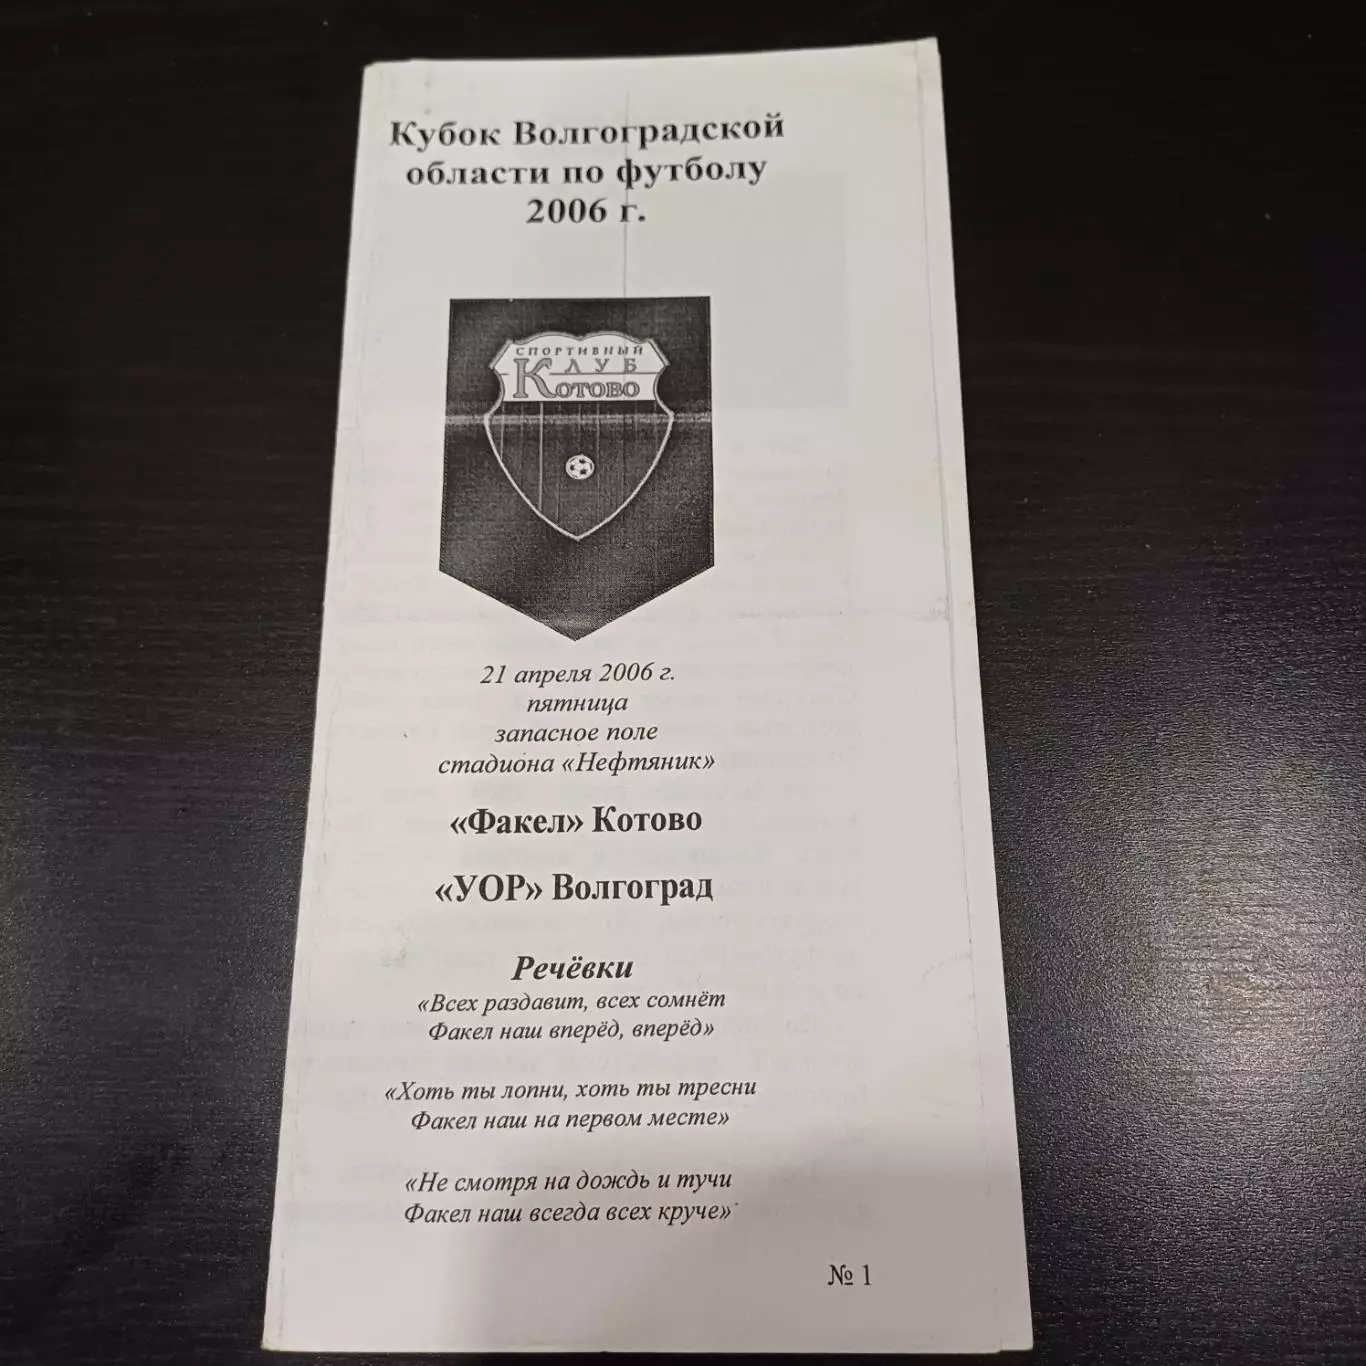 Кубок Волгоградской
области по футболу
2006 г.
СПОРТИВНЫЙ
КЛУБ
КОТОВО
21 апреля 2006 г.
пятница
запасное поле
стадиона «Нефтяник»
«Факел» Котово
«УОР» Волгоград
Речёвки
«Всех раздавит, всех сомнёт
Факел наш вперёд, вперёд»
«Хоть ты лопни, хоть ты тресни
Факел наш на первом месте»
«Не смотря на дождь и тучи
Факел наш всегда всех круче»
№ 1